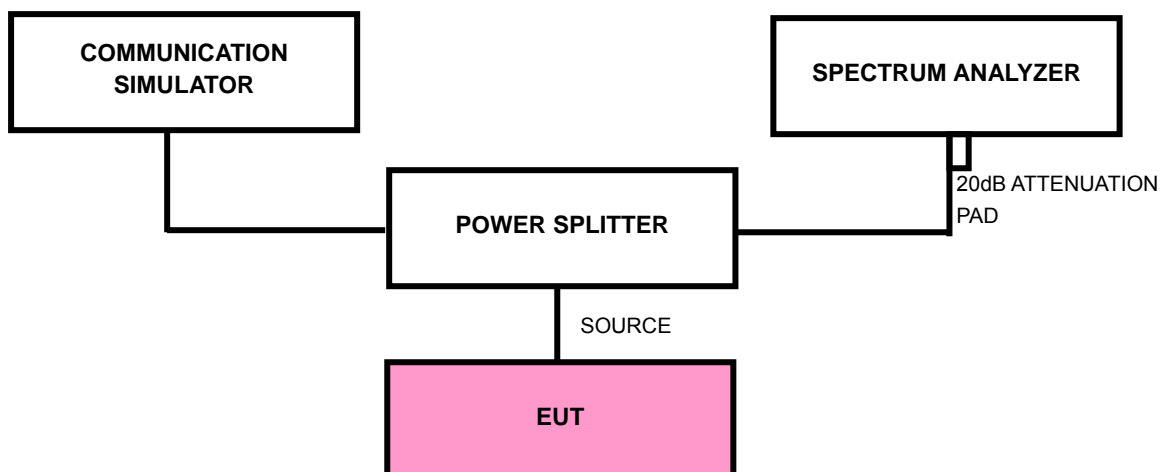 COMMUNICATION
SIMULATOR
SPECTRUM ANALYZER
20dB ATTENUATION
PAD
POWER SPLITTER
SOURCE
EUT